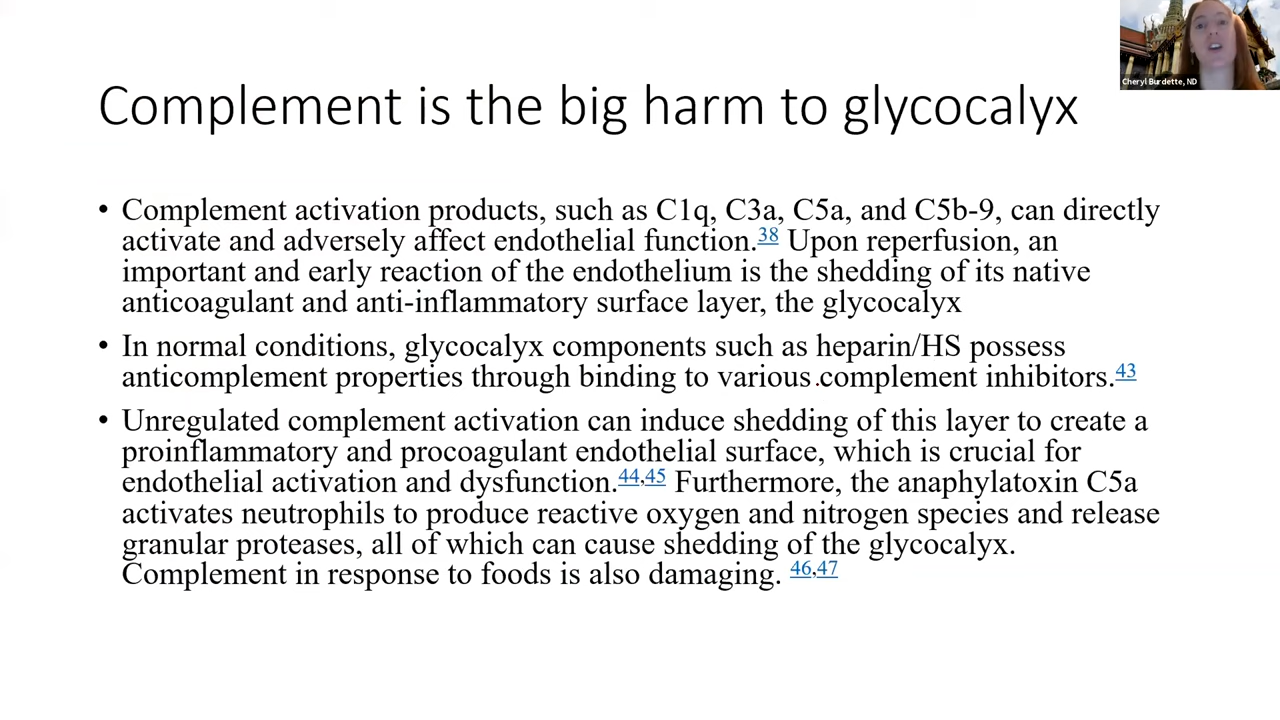 Cheryl Burdette, ND
Complement is the big harm to glycocalyx
• Complement activation products, such as C1q, C3a, C5a, and C5b-9, can directly
activate and adversely affect endothelial function.38 Upon reperfusion, an
important and early reaction of the endothelium is the shedding of its native
anticoagulant and anti-inflammatory surface layer, the glycocalyx
• In normal conditions, glycocalyx components such as heparin/HS possess
anticomplement properties through binding to various.complement inhibitors.43
• Unregulated complement activation can induce shedding of this layer to create a
proinflammatory and procoagulant endothelial surface, which is crucial for
endothelial activation and dysfunction.44,45 Furthermore, the anaphylatoxin C5a
activates neutrophils to produce reactive oxygen and nitrogen species and release
granular proteases, all of which can cause shedding of the glycocalyx.
Complement in response to foods is also damaging. 46,47